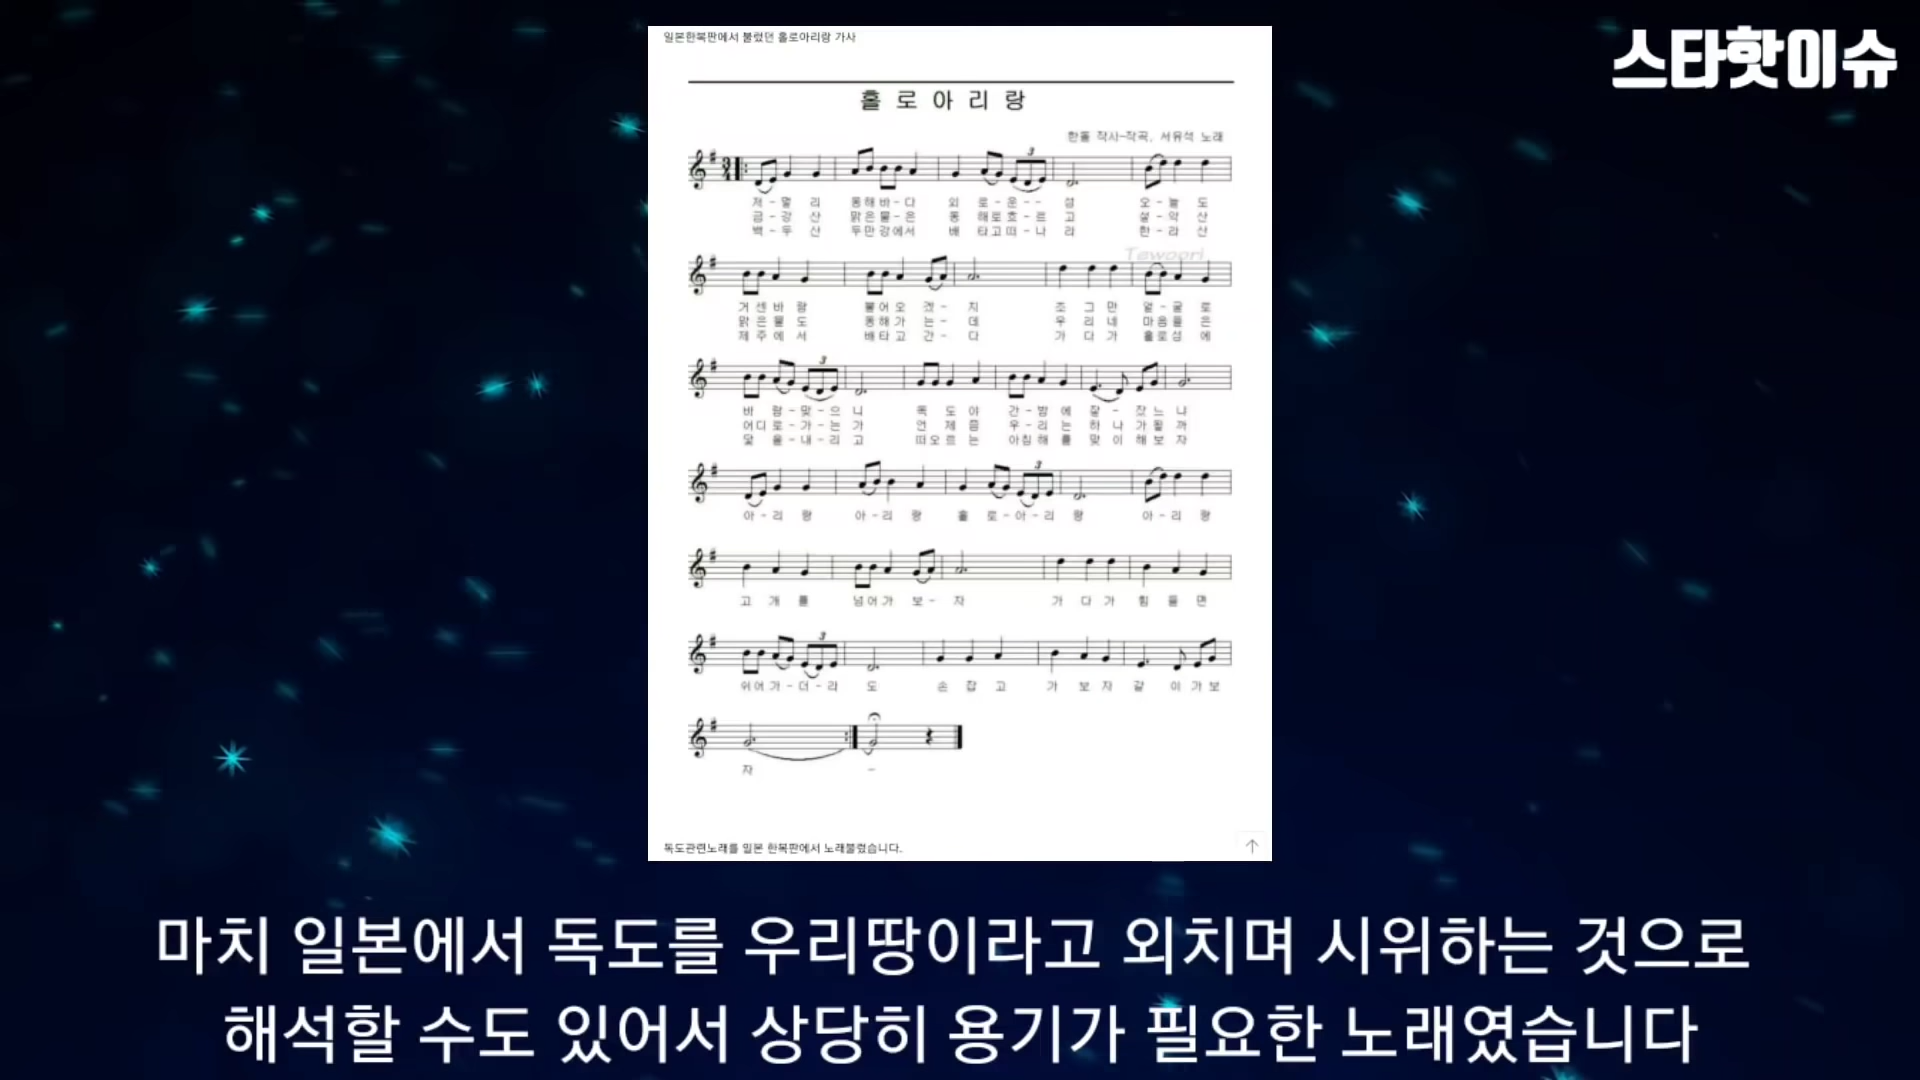 일본한복판에서 불렀던 홀로아리랑 가사
스타핫이슈
홀 로 아 리 랑
한돌 작사-작곡, 서유석 노래
3
저 - 멀 리 동해바 - 다 외 로 - 운 - - 섬 오 - 늘 도
금 - 강 산 맑은물 - 은 동 해로흐 - 르 고 설 - 악 산
백 - 두 산 두만강에서 배 타고떠 - 나 라 한 - 라 산
Tewoori
거센바람 불어오 겠 - 치 조 그 만 얼 - 굴 로
맑은물도 동해가 는 - 데 우 리 네 마음들 은
제주에서 배타고 간 - 다 가 다 가 홀로섬 에
3
바 람 - 맞 - 으 니 독 도 야 간 - 밤 에 잘 - 잤 느 냐
어디로 - 가 - 는 가 언 제 쯤 우 - 리 는 하 나 가 될 까
닻 을 - 내 - 리 고 떠오르 는 아침해 를 맞 이 해 보 자
3
아 - 리 랑 아 - 리 랑 홀 로 - 아 - 리 랑 아 - 리 랑
고 개 를 넘어가 보 - 자 가 다 가 힘 들 면
3
쉬어가 - 더 - 라 도 손 잡 고 가 보 자 같 이 가 보
자 -
독도관련노래를 일본 한복판에서 노래불렀습니다.
마치 일본에서 독도를 우리땅이라고 외치며 시위하는 것으로
해석할 수도 있어서 상당히 용기가 필요한 노래였습니다